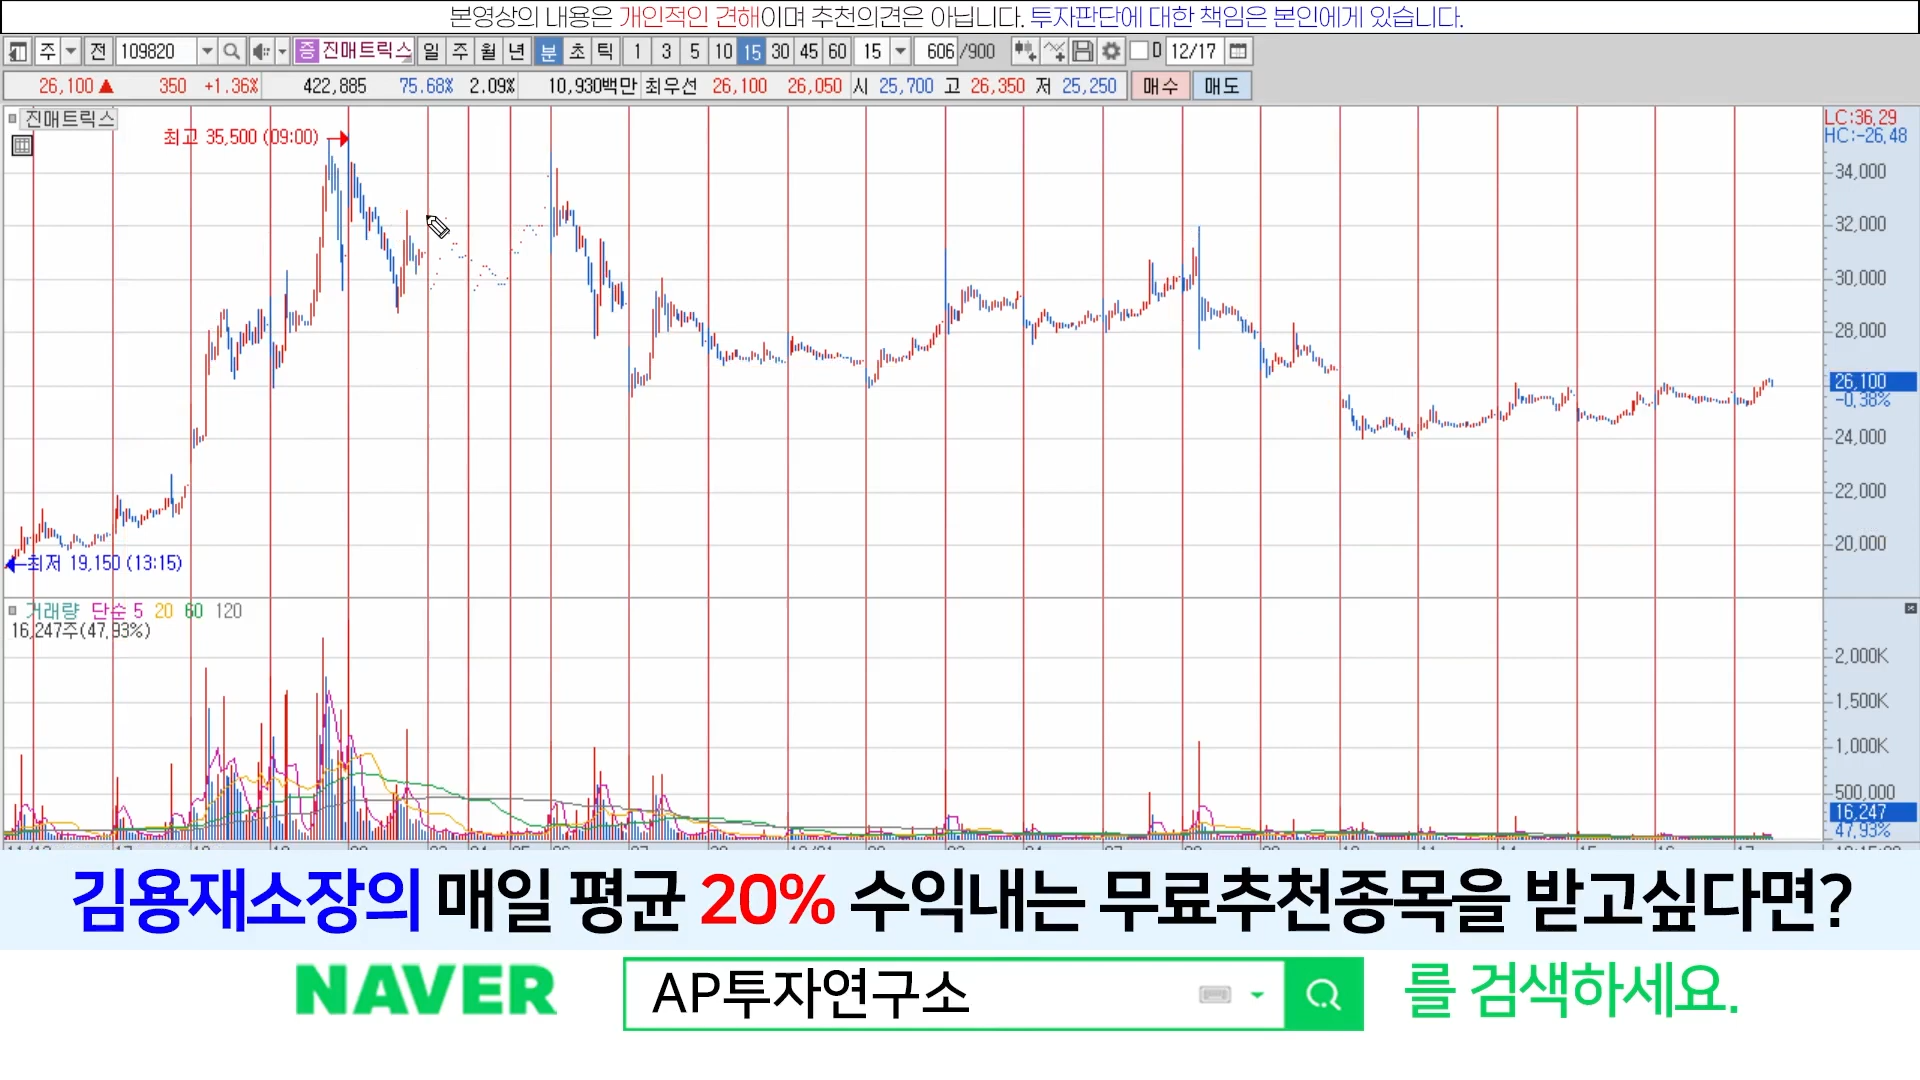 본영상의 내용은 개인적인 견해이며 추천의견은 아닙니다. 투자판단에 대한 책임은 본인에게 있습니다.
주 전 109820 증 진매트릭스 일 주 월 년 분 초 틱 1 3 5 10 15 30 45 60 15 606 /900 D 12/17
26,100 ▲ 350 +1.36% 422,885 75.68% 2.09% 10,930백만 최우선 26,100 26,050 시 25,700 고 26,350 저 25,250 매수 매도
진매트릭스
LC:36,29
HC:-26,48
최고 35,500 (09:00)
34,000
32,000
30,000
28,000
26,100
-0,38%
24,000
22,000
20,000
최저 19,150 (13:15)
거래량 단순 5 20 60 120
16,247주(47,93%)
2,000K
1,500K
1,000K
500,000
16,247
47,93%
김용재소장의 매일 평균 20% 수익내는 무료추천종목을 받고싶다면?
NAVER AP투자연구소 를 검색하세요.